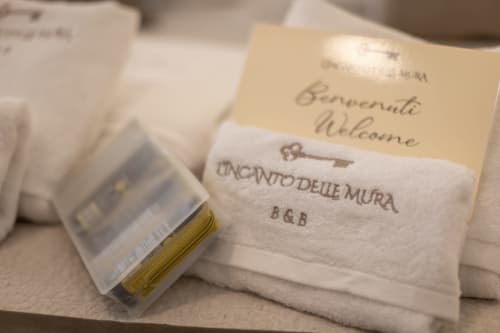 L'INCANTO DELLE MURA
Benvenuti
Welcome
L'INCANTO DELLE MURA
B & B